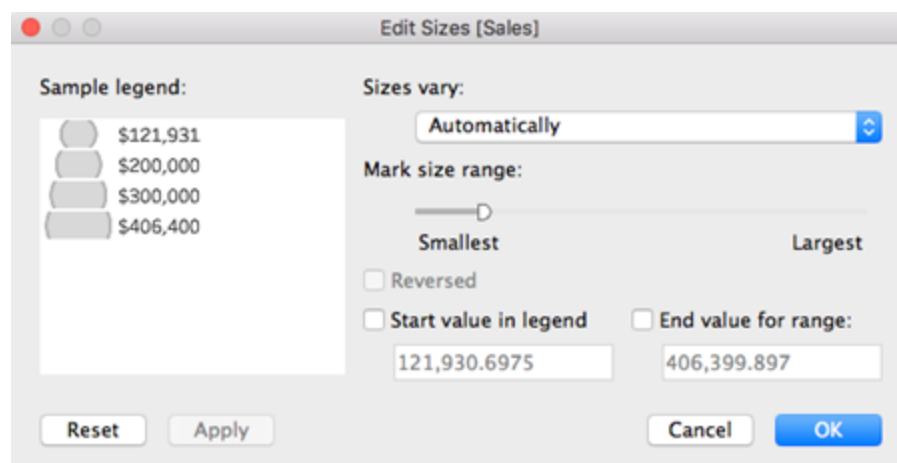 Edit Sizes [Sales]
Sample legend:
$121,931
$200,000
$300,000
$406,400
Sizes vary:
Automatically
Mark size range:
Smallest Largest
Reversed
Start value in legend End value for range:
121,930.6975 406,399.897
Reset Apply Cancel OK